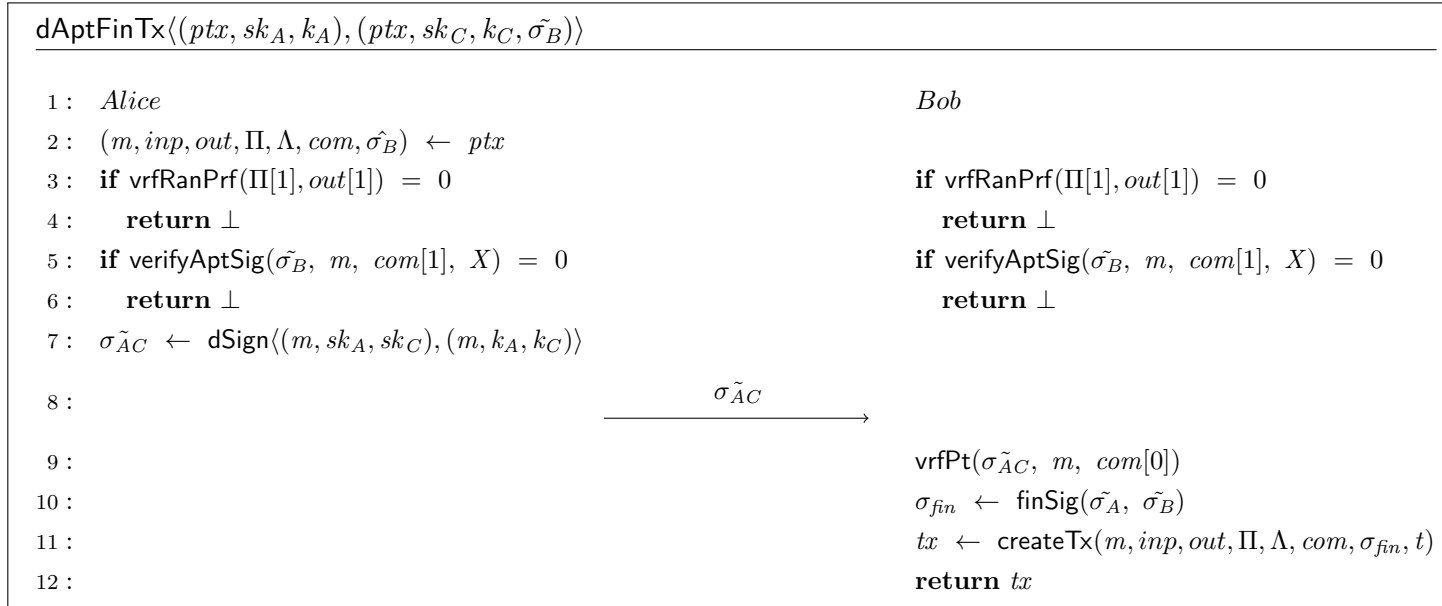 dAptFinTx⟨(ptx, sk_A, k_A), (ptx, sk_C, k_C, σ̃_B)⟩
1 : Alice Bob
2 : (m, inp, out, Π, Λ, com, σ̂_B) ← ptx
3 : if vrfRanPrf(Π[1], out[1]) = 0 if vrfRanPrf(Π[1], out[1]) = 0
4 : return ⊥ return ⊥
5 : if verifyAptSig(σ̃_B, m, com[1], X) = 0 if verifyAptSig(σ̃_B, m, com[1], X) = 0
6 : return ⊥ return ⊥
7 : σ̃_AC ← dSign⟨(m, sk_A, sk_C), (m, k_A, k_C)⟩
8 : σ̃_AC
9 : vrfPt(σ̃_AC, m, com[0])
10 : σ_fin ← finSig(σ̃_A, σ̃_B)
11 : tx ← createTx(m, inp, out, Π, Λ, com, σ_fin, t)
12 : return tx